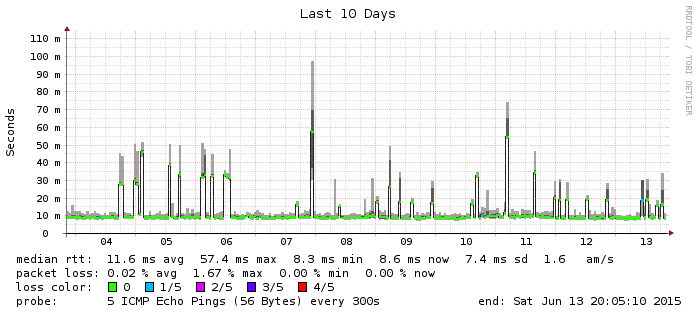 Last 10 Days
RRDTOOL / TOBI OETIKER
Seconds
110 m
100 m
90 m
80 m
70 m
60 m
50 m
40 m
30 m
20 m
10 m
0
04 05 06 07 08 09 10 11 12 13
median rtt: 11.6 ms avg 57.4 ms max 8.3 ms min 8.6 ms now 7.4 ms sd 1.6 am/s
packet loss: 0.02 % avg 1.67 % max 0.00 % min 0.00 % now
loss color: 0 1/5 2/5 3/5 4/5
probe: 5 ICMP Echo Pings (56 Bytes) every 300s end: Sat Jun 13 20:05:10 2015